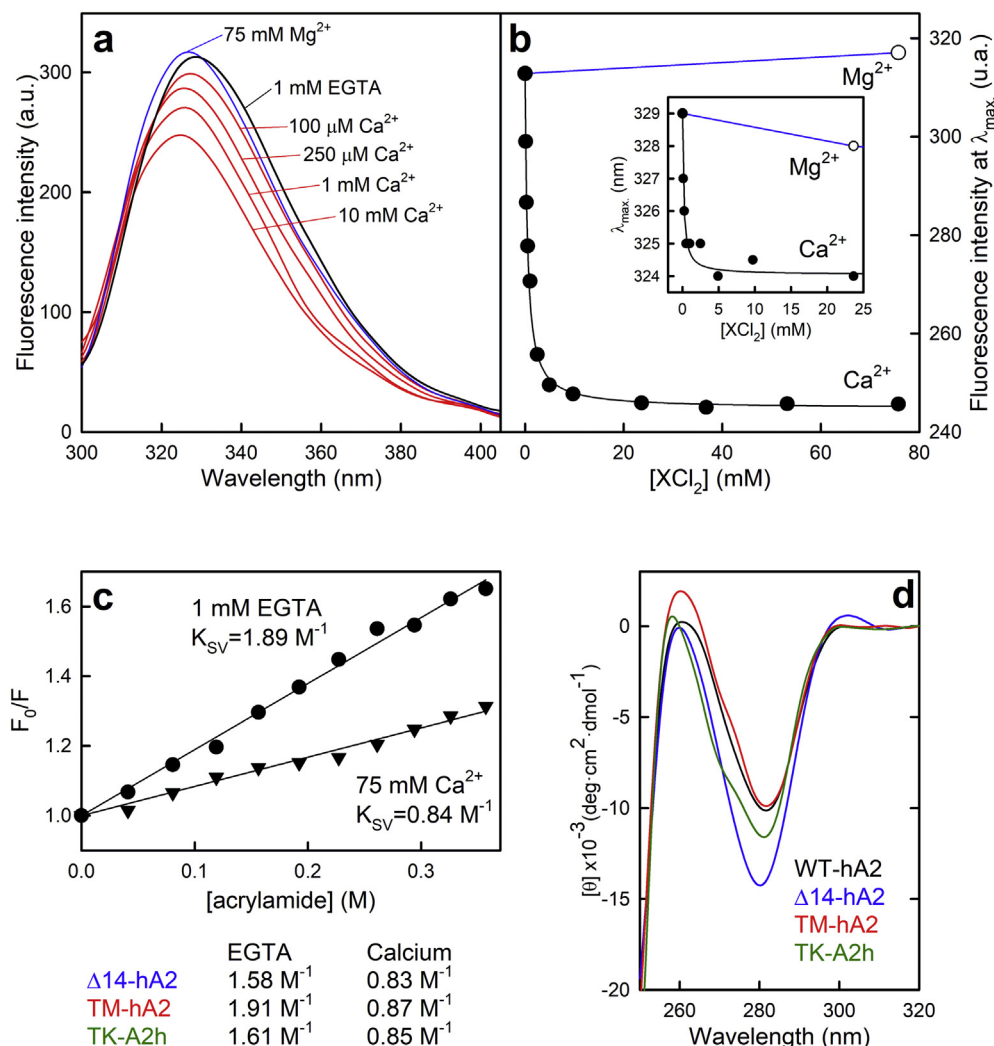 a
75 mM Mg2+
1 mM EGTA
100 μM Ca2+
250 μM Ca2+
1 mM Ca2+
10 mM Ca2+
Fluorescence intensity (a.u.)
300
200
100
0
300 320 340 360 380 400
Wavelength (nm)
b
Mg2+
Ca2+
320
300
280
260
240
Fluorescence intensity at λmax. (u.a.)
0 20 40 60 80
[XCl2] (mM)
329
328
327
326
325
324
λmax. (nm)
Mg2+
Ca2+
0 5 10 15 20 25
[XCl2] (mM)
c
1 mM EGTA
KSV=1.89 M-1
75 mM Ca2+
KSV=0.84 M-1
F0/F
1.6
1.4
1.2
1.0
0.0 0.1 0.2 0.3
[acrylamide] (M)
EGTA Calcium
Δ14-hA2 1.58 M-1 0.83 M-1
TM-hA2 1.91 M-1 0.87 M-1
TK-A2h 1.61 M-1 0.85 M-1
d
[θ] x10-3(deg·cm2·dmol-1)
0
-5
-10
-15
-20
WT-hA2
Δ14-hA2
TM-hA2
TK-A2h
260 280 300 320
Wavelength (nm)